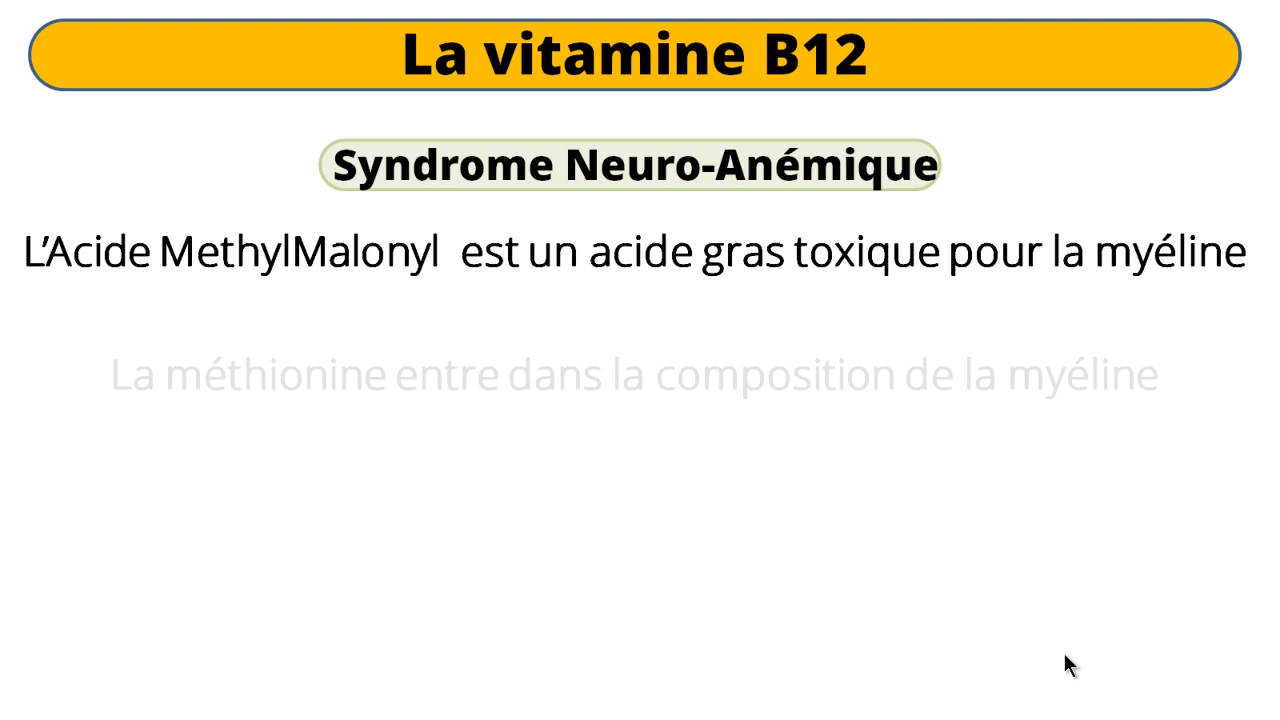 La vitamine B12
Syndrome Neuro-Anémique
L’Acide MethylMalonyl est un acide gras toxique pour la myéline
La méthionine entre dans la composition de la myéline